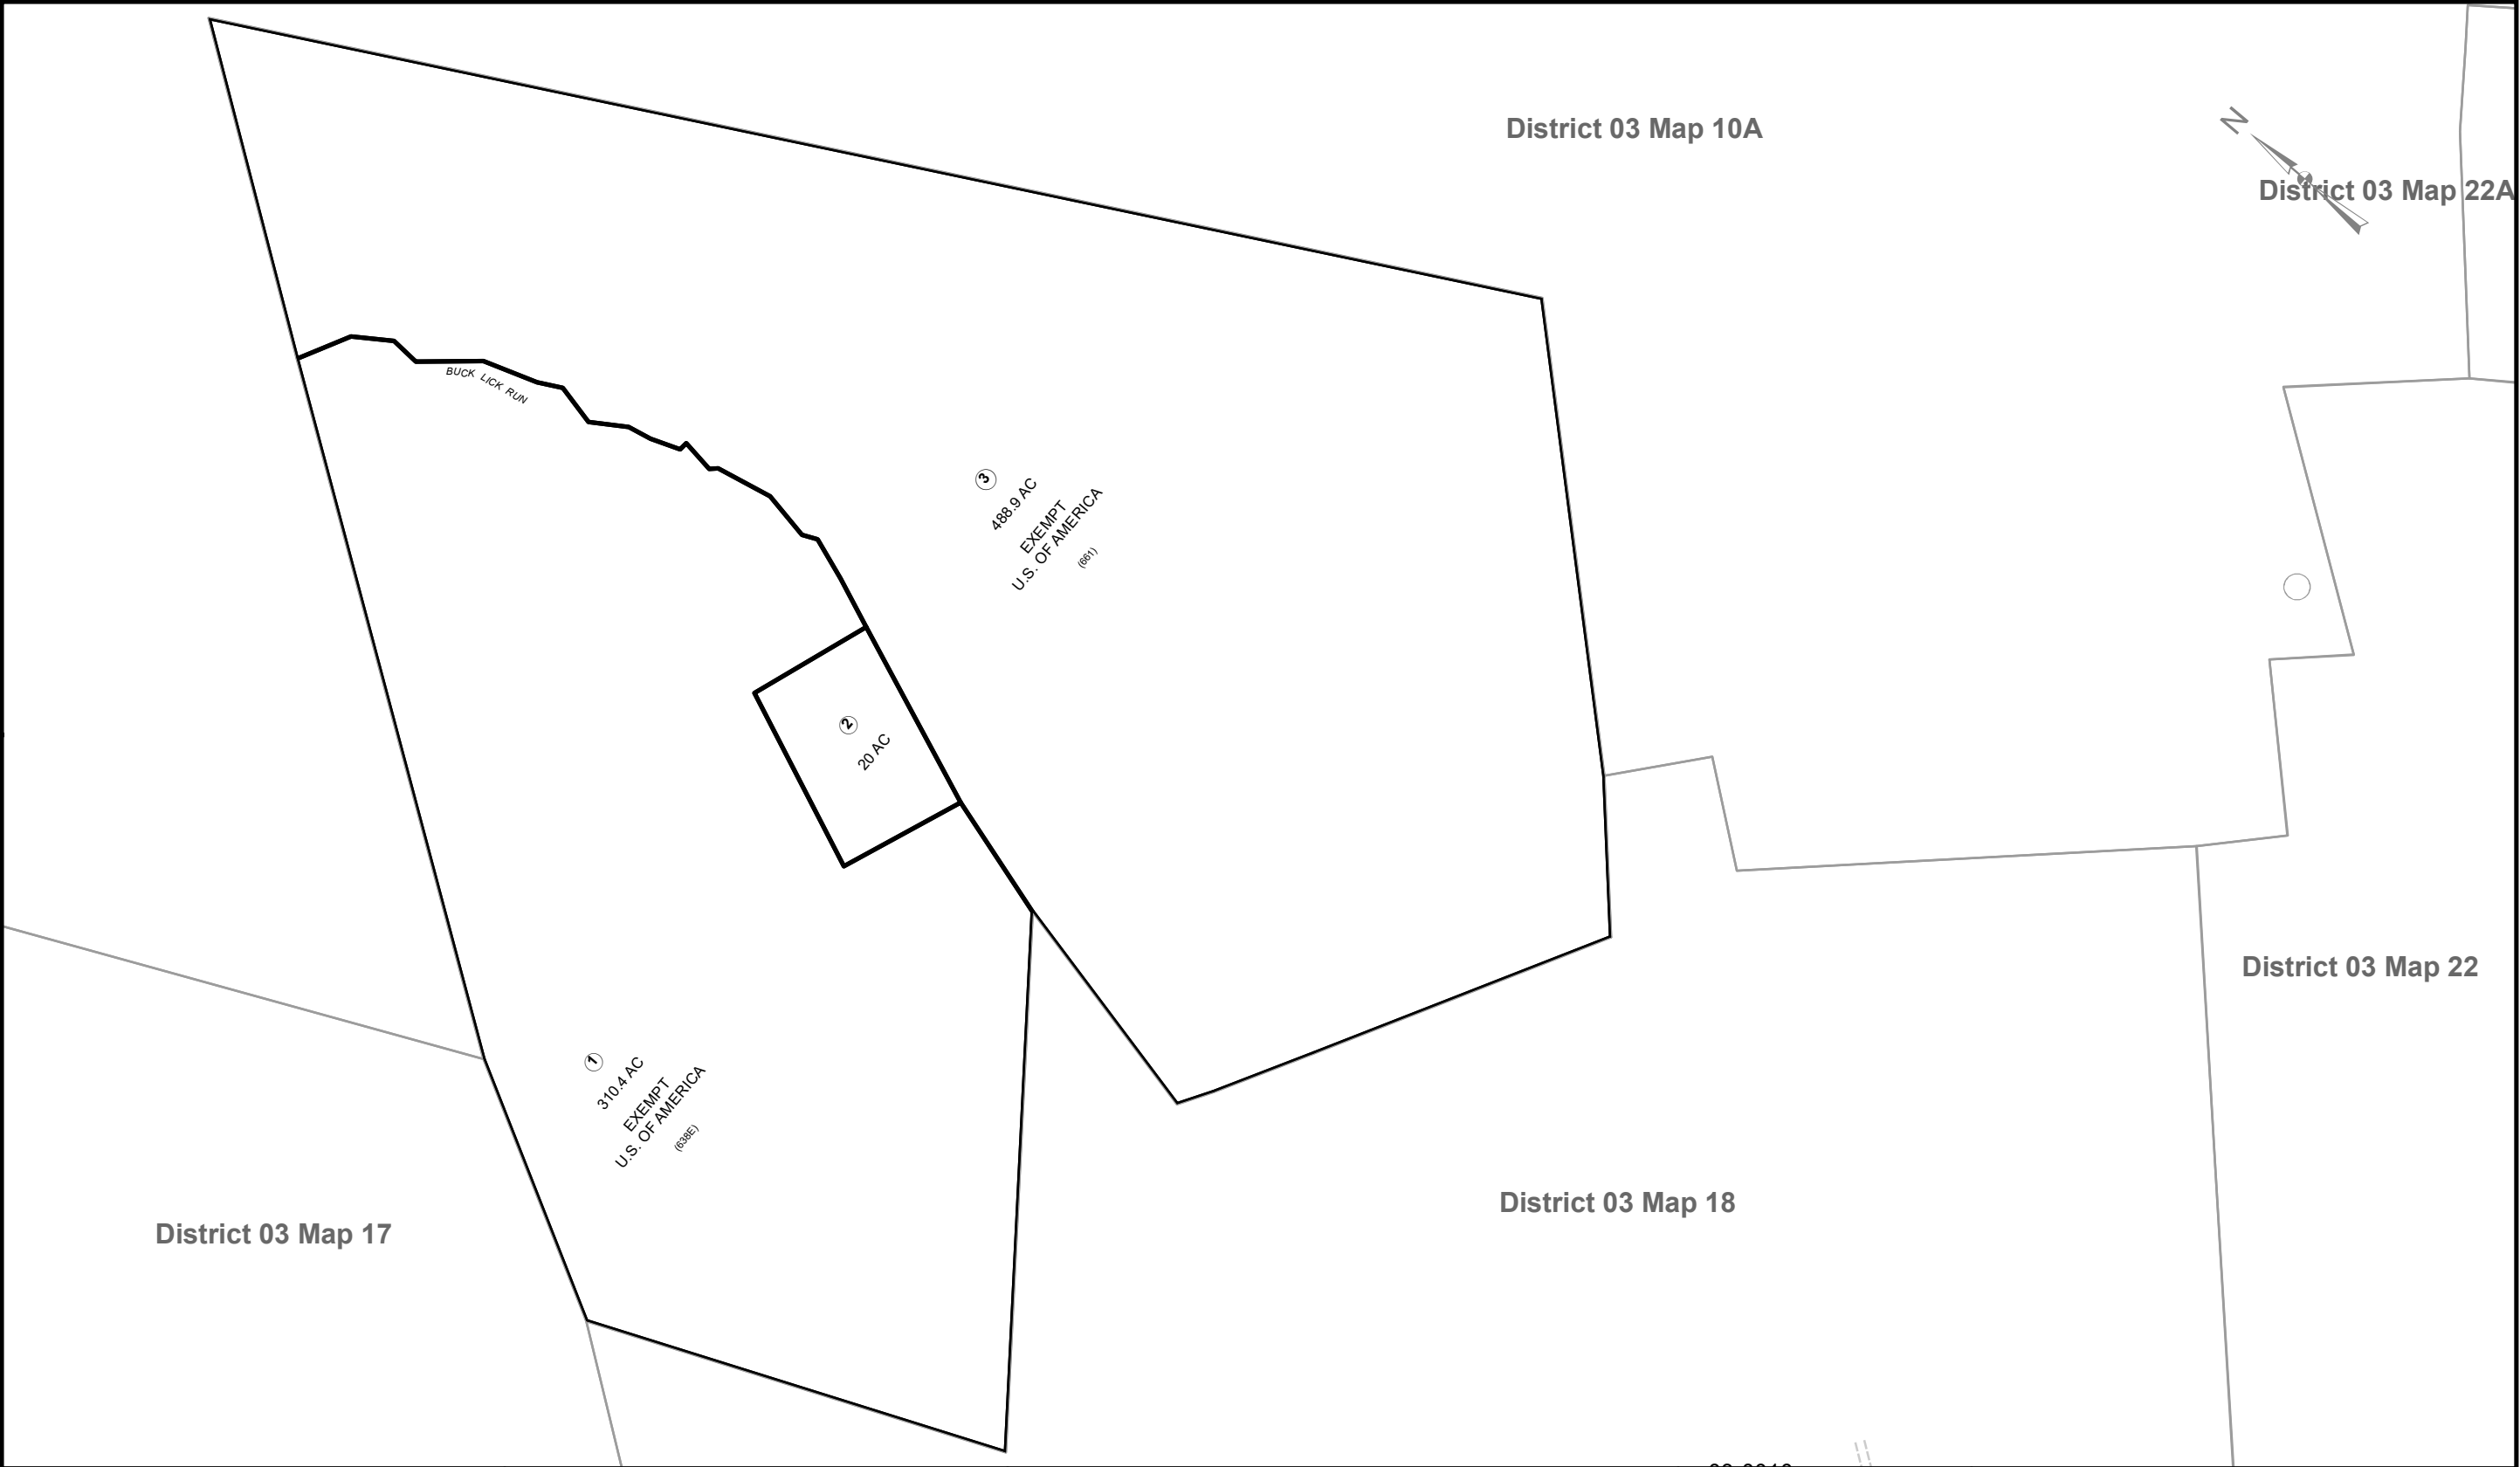 District 03 Map 10A
N
District 03 Map 22A
BUCK LICK RUN
3
488.9 AC
EXEMPT
U.S. OF AMERICA
(661)
2
20 AC
District 03 Map 22
1
310.4 AC
EXEMPT
U.S. OF AMERICA
(638E)
District 03 Map 18
District 03 Map 17